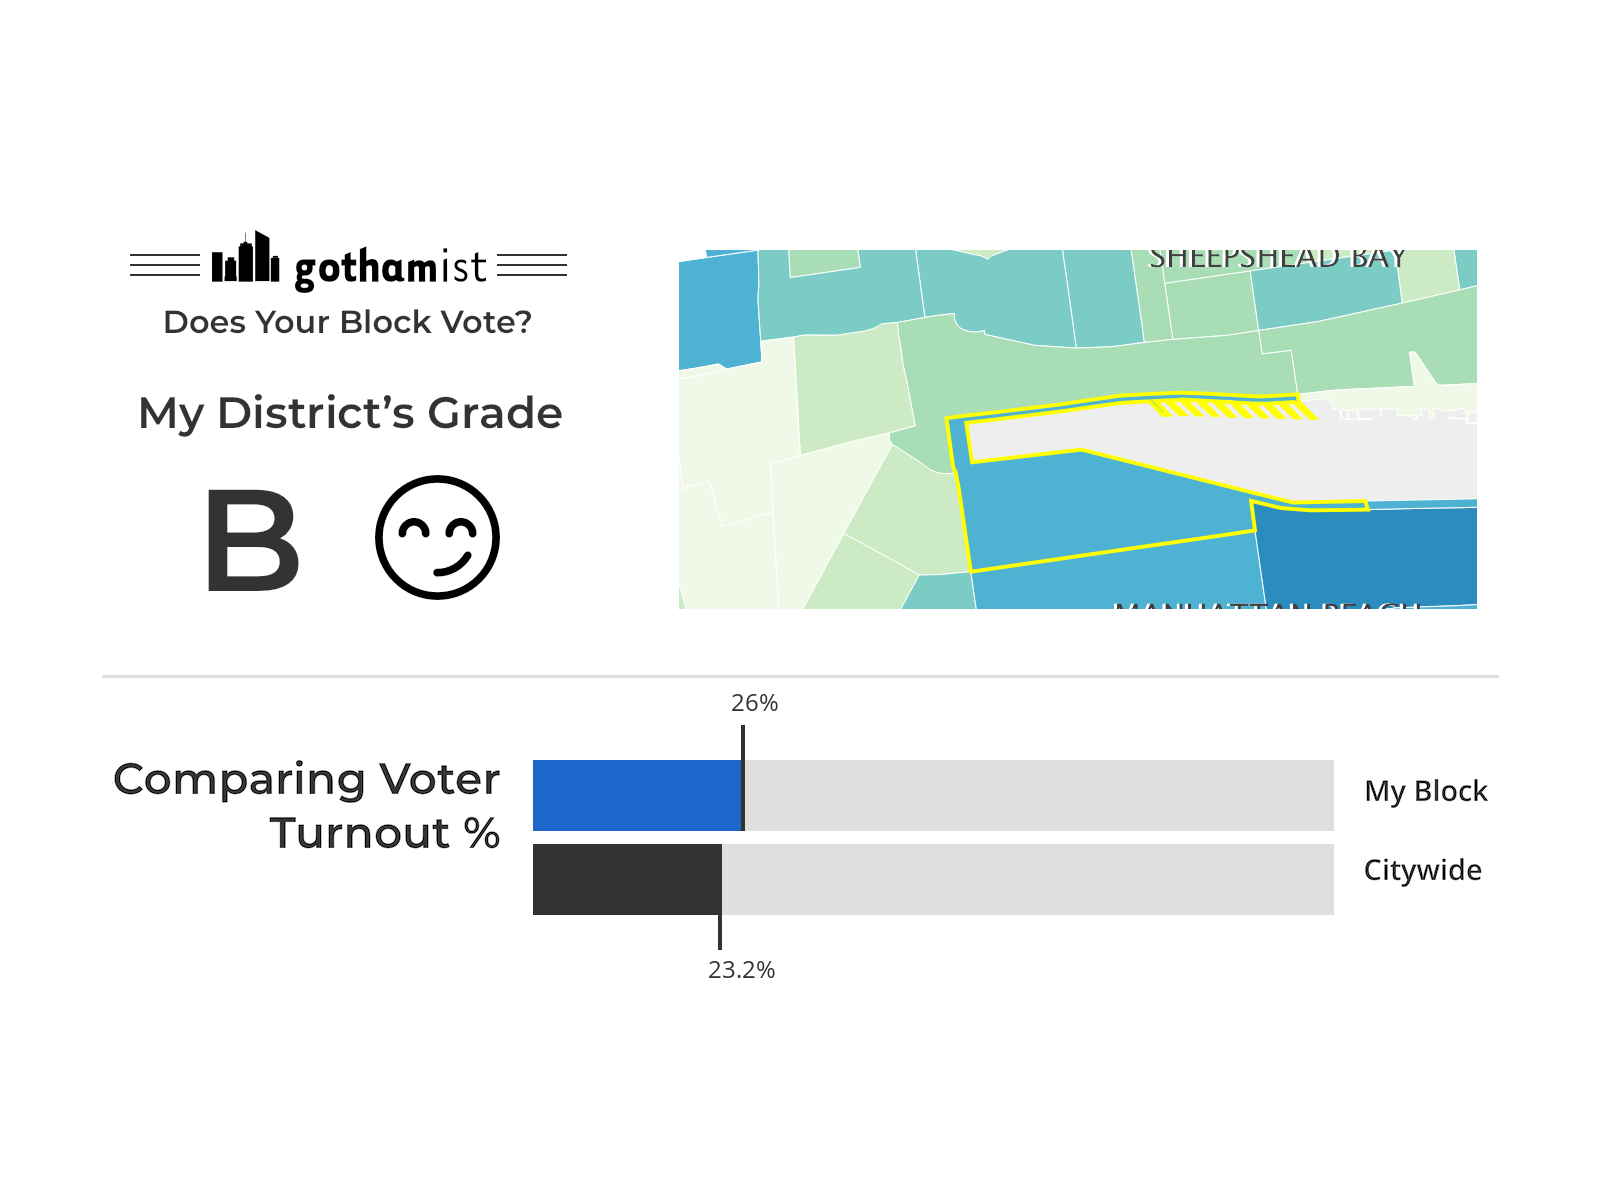 gothamist
Does Your Block Vote?
My District’s Grade
B
SHEEPSHEAD BAY
MANHATTAN BEACH
26%
Comparing Voter
Turnout %
My Block
Citywide
23.2%